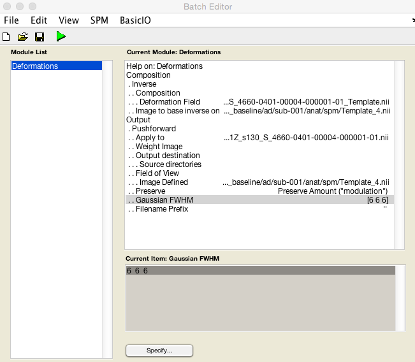 Batch Editor
File Edit View SPM BasicIO
Module List
Current Module: Deformations
Deformations
Help on: Deformations
Composition
. Inverse
. . Composition
. . . Deformation Field ...S_4660-0401-00004-000001-01_Template.nii
. . Image to base inverse on ..._baseline/ad/sub-001/anat/spm/Template_4.nii
Output
. Pushforward
. . Apply to ...1Z_s130_S_4660-0401-00004-000001-01.nii
. . Weight Image
. . Output destination
. . . Source directories
. . Field of View
. . . Image Defined ..._baseline/ad/sub-001/anat/spm/Template_4.nii
. . Preserve Preserve Amount ("modulation")
. . Gaussian FWHM [6 6 6]
. . Filename Prefix ''
Current Item: Gaussian FWHM
6 6 6
Specify...